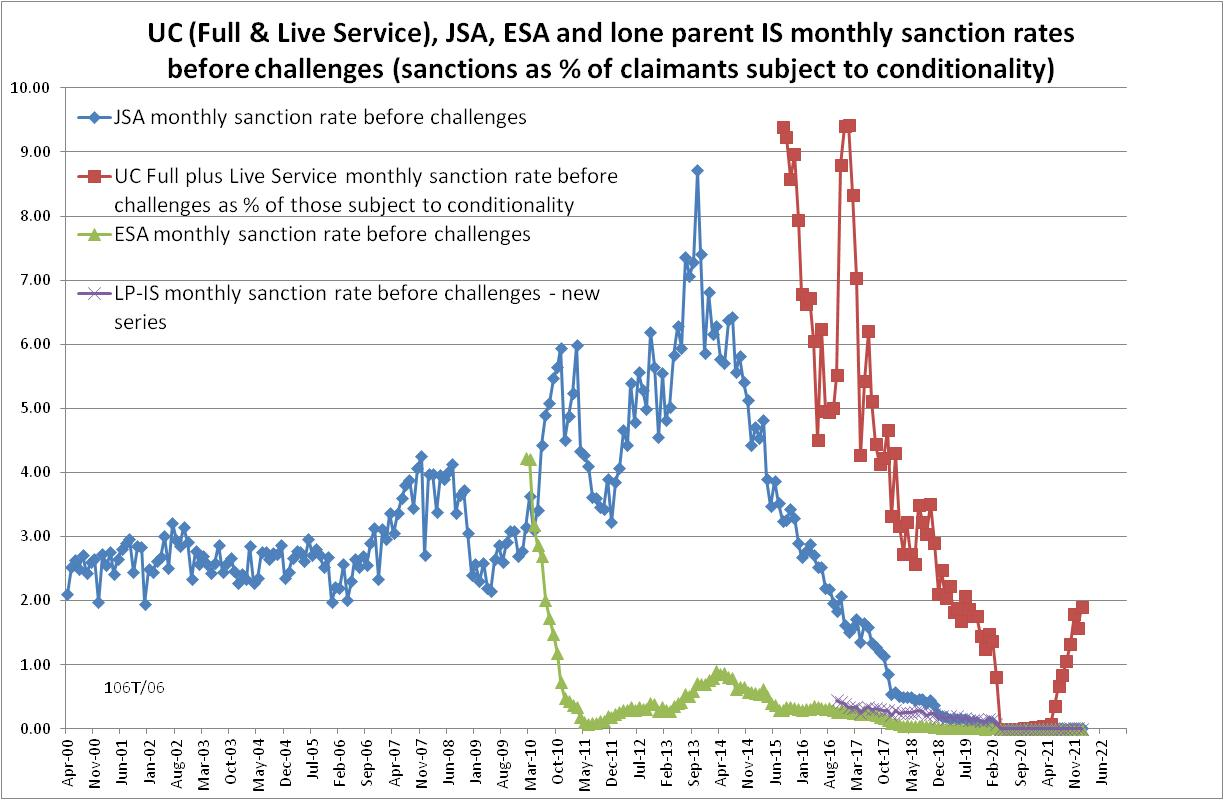 UC (Full & Live Service), JSA, ESA and lone parent IS monthly sanction rates
before challenges (sanctions as % of claimants subject to conditionality)
10.00
JSA monthly sanction rate before challenges
9.00
UC Full plus Live Service monthly sanction rate before
challenges as % of those subject to conditionality
8.00
ESA monthly sanction rate before challenges
7.00
LP-IS monthly sanction rate before challenges - new
series
6.00
5.00
4.00
3.00
2.00
1.00
106T/06
0.00
Apr-00
Nov-00
Jun-01
Jan-02
Aug-02
Mar-03
Oct-03
May-04
Dec-04
Jul-05
Feb-06
Sep-06
Apr-07
Nov-07
Jun-08
Jan-09
Aug-09
Mar-10
Oct-10
May-11
Dec-11
Jul-12
Feb-13
Sep-13
Apr-14
Nov-14
Jun-15
Jan-16
Aug-16
Mar-17
Oct-17
May-18
Dec-18
Jul-19
Feb-20
Sep-20
Apr-21
Nov-21
Jun-22